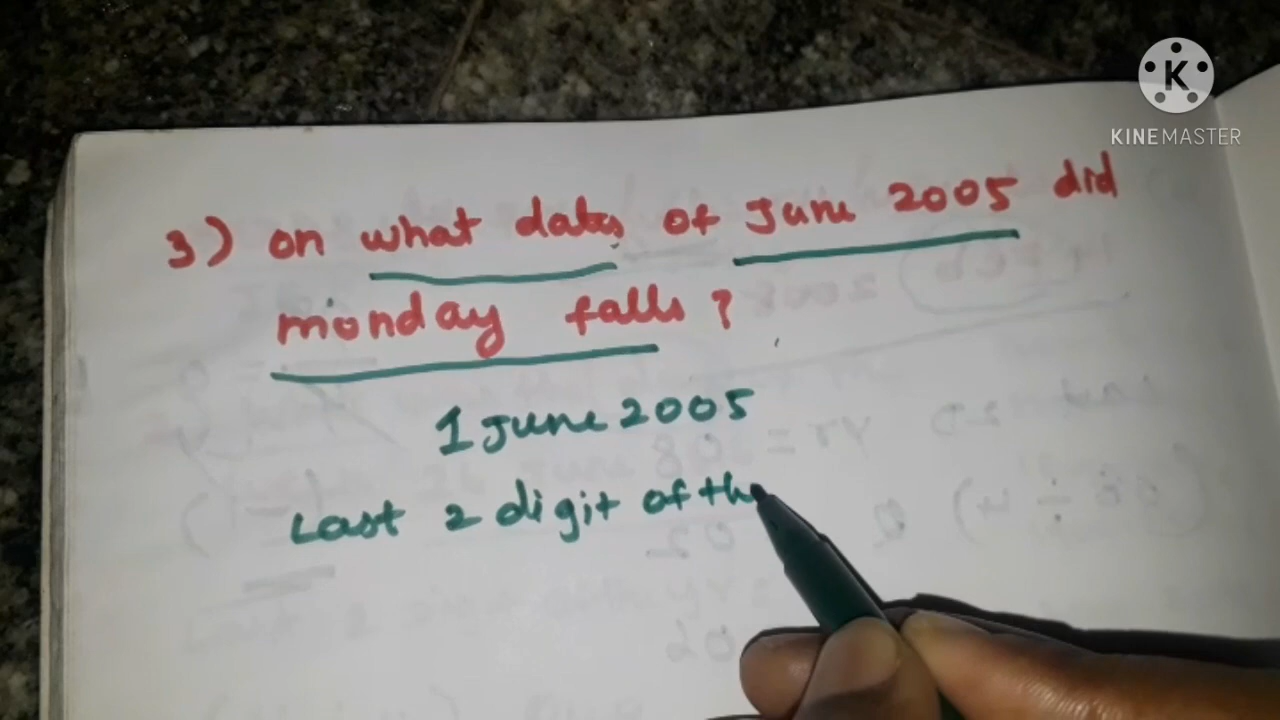 K
KINEMASTER
3) on what dates of June 2005 did
monday falls ?
1 June 2005
Last 2 digit of th